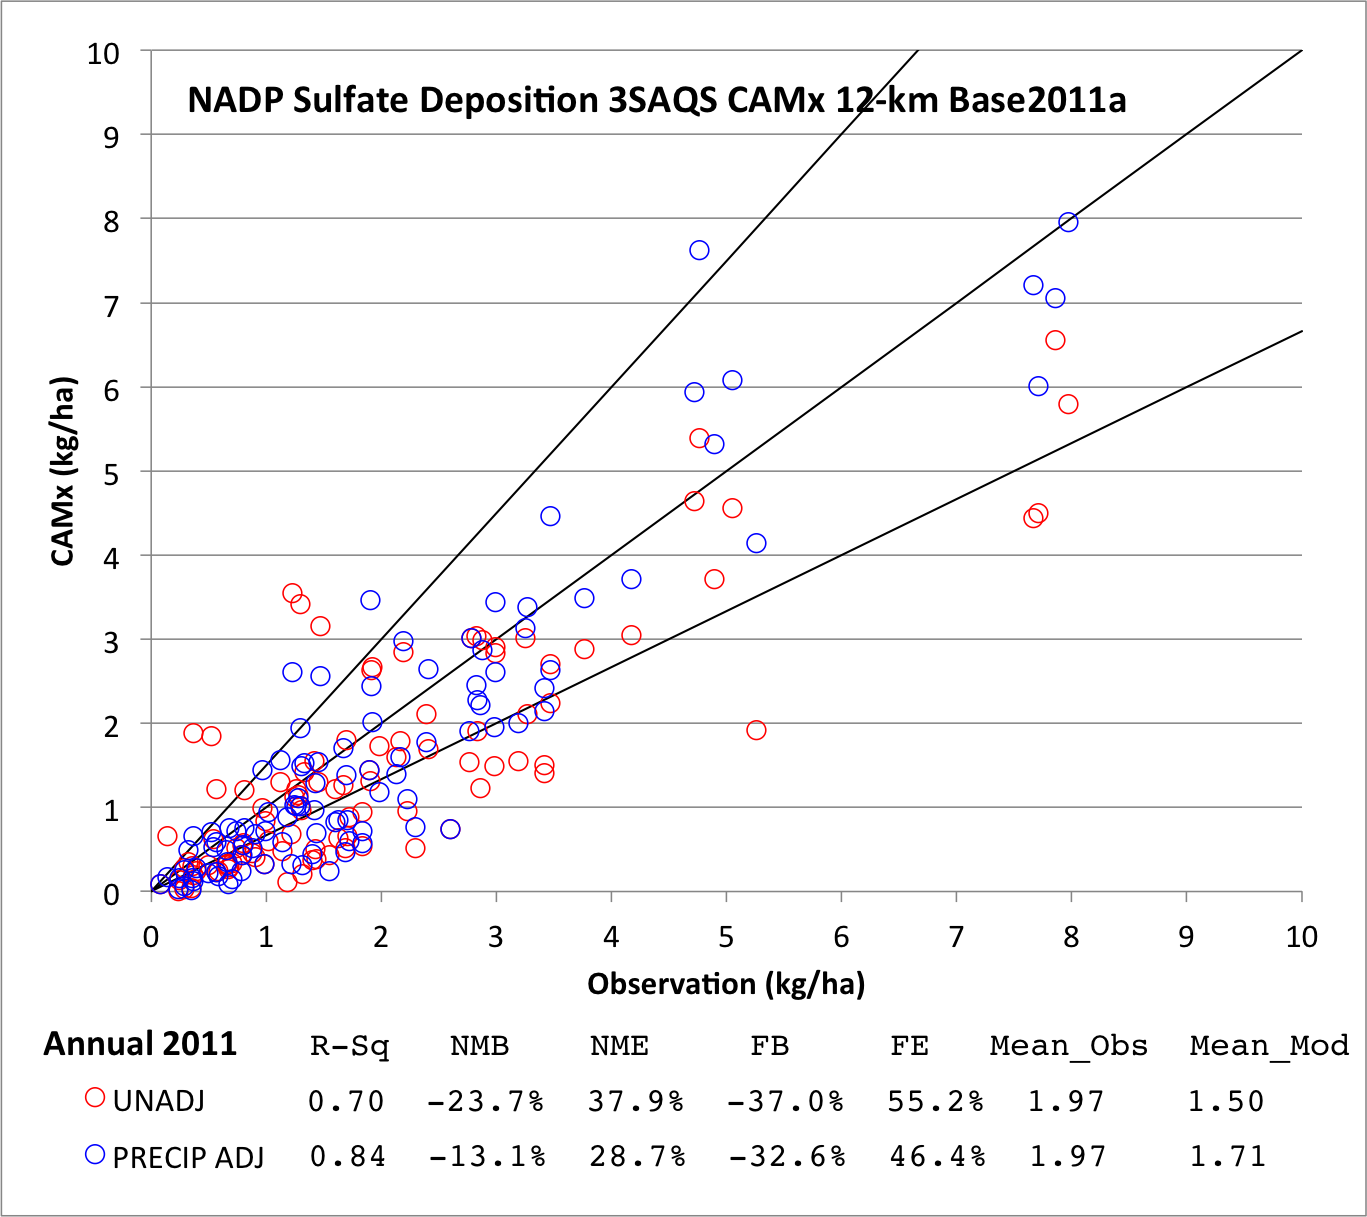 NADP Sulfate Deposition 3SAQS CAMx 12-km Base2011a
10
9
8
7
6
5
4
3
2
1
0
CAMx (kg/ha)
0 1 2 3 4 5 6 7 8 9 10
Observation (kg/ha)
Annual 2011 R-Sq NMB NME FB FE Mean_Obs Mean_Mod
UNADJ 0.70 -23.7% 37.9% -37.0% 55.2% 1.97 1.50
PRECIP ADJ 0.84 -13.1% 28.7% -32.6% 46.4% 1.97 1.71